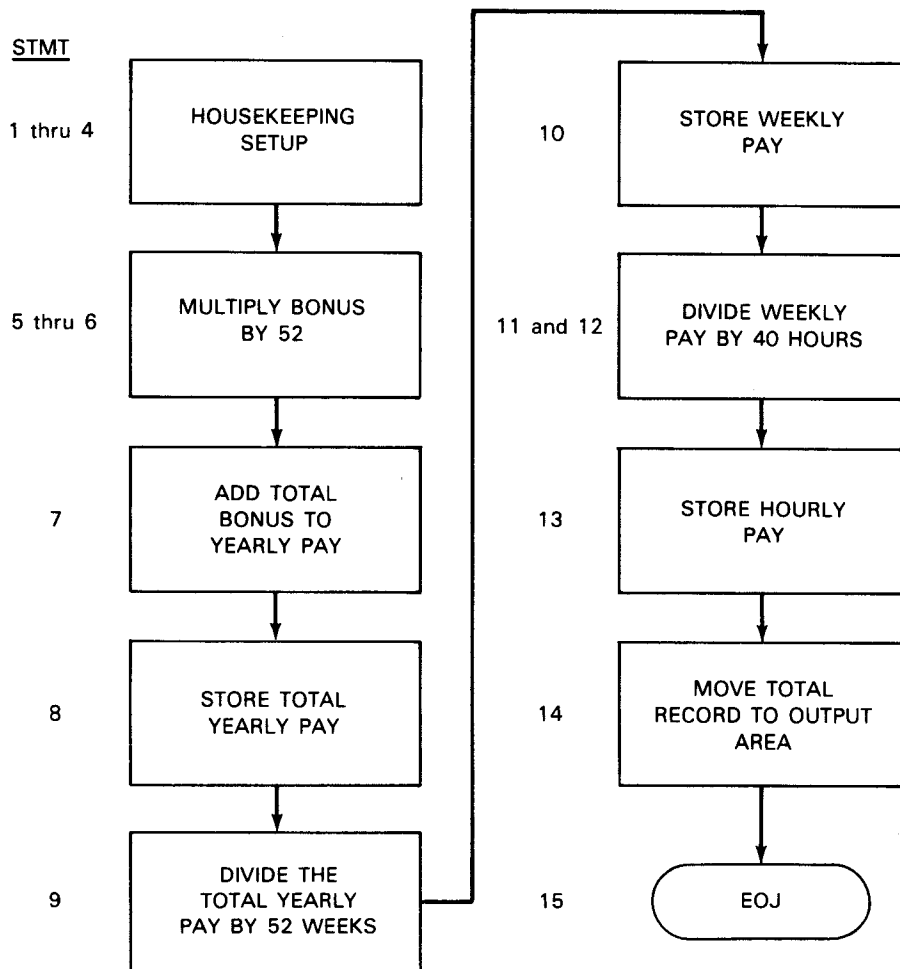 STMT
1 thru 4
HOUSEKEEPING
SETUP
5 thru 6
MULTIPLY BONUS
BY 52
7
ADD TOTAL
BONUS TO
YEARLY PAY
8
STORE TOTAL
YEARLY PAY
9
DIVIDE THE
TOTAL YEARLY
PAY BY 52 WEEKS
10
STORE WEEKLY
PAY
11 and 12
DIVIDE WEEKLY
PAY BY 40 HOURS
13
STORE HOURLY
PAY
14
MOVE TOTAL
RECORD TO OUTPUT
AREA
15
EOJ